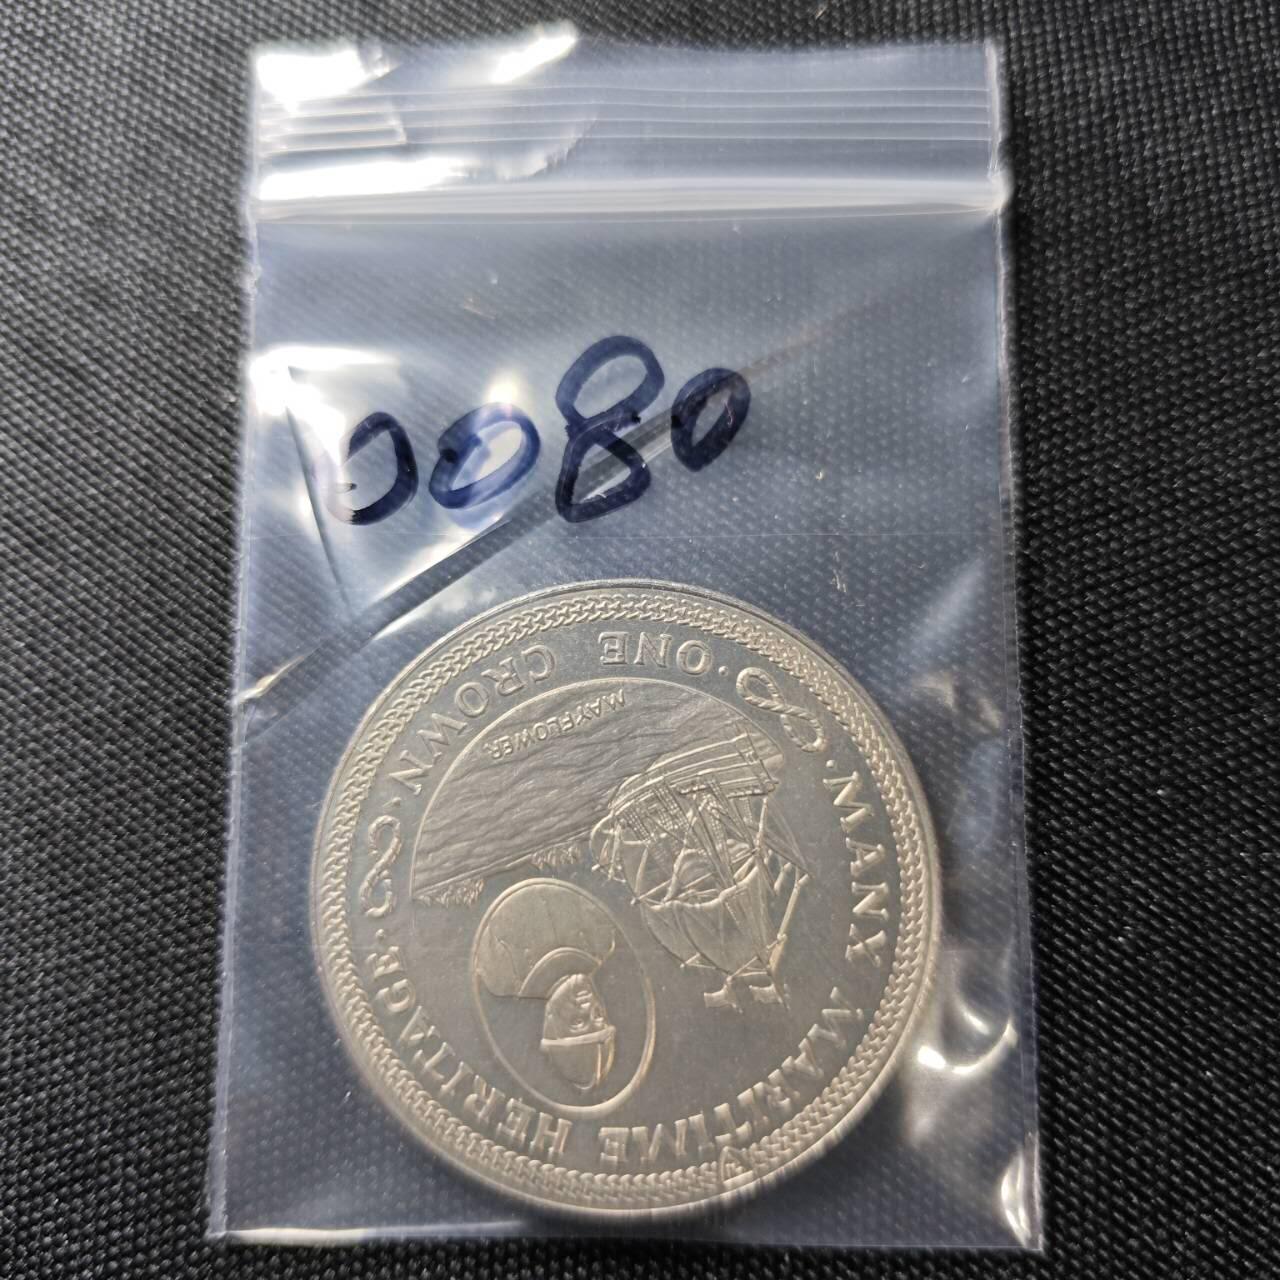 0080
· MANX MARITIME HERITAGE ·
MAYFLOWER
· ONE CROWN ·